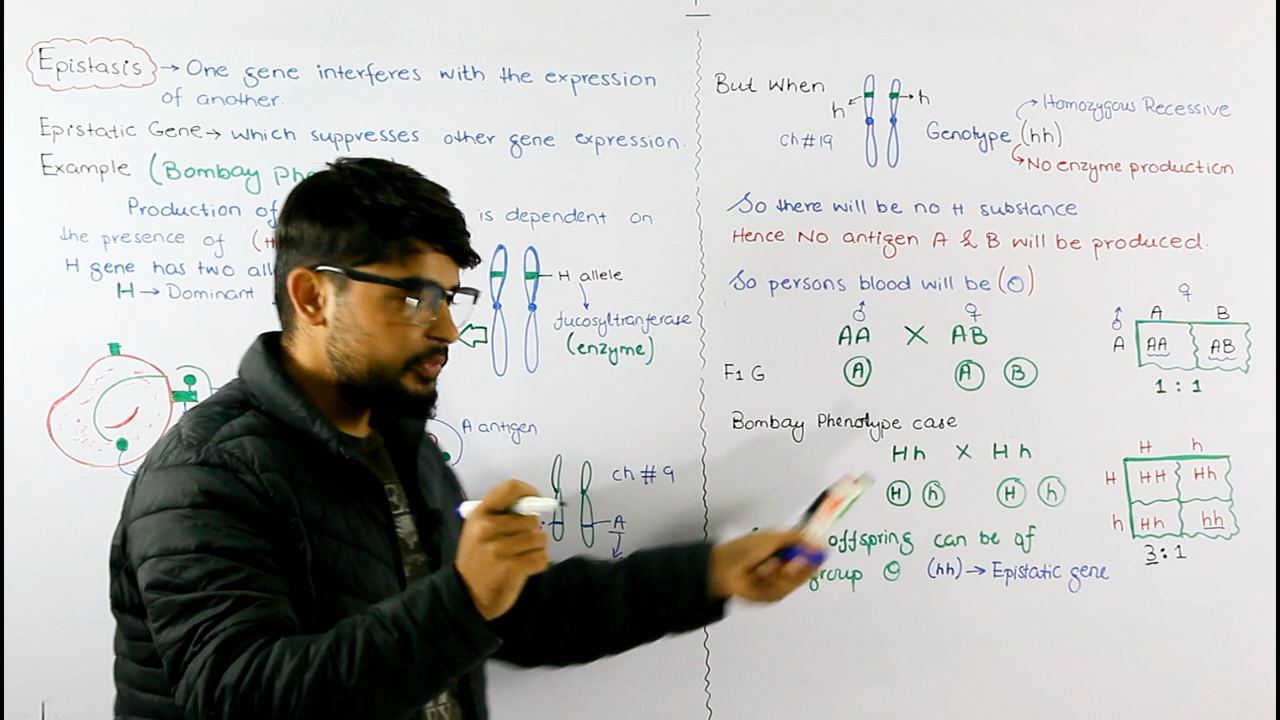 Epistasis → One gene interferes with the expression
of another.
Epistatic Gene → which suppresses other gene expression.
Example (Bombay
Production of is dependent on
the presence of
H gene has two
H → Dominant
H allele
fucosyltranferase
(enzyme)
A antigen
ch # 9
A
But When
h h
ch#19
Genotype (hh)
Homozygous Recessive
No enzyme production
So there will be no H substance
Hence No antigen A & B will be produced.
So persons blood will be (O)
♂ ♀
AA X AB
F1 G A A B
♀
♂ A B
A AA AB
1 : 1
Bombay Phenotype case
Hh X Hh
H h H h
H h
H HH Hh
h Hh hh
3 : 1
offspring can be of
group O (hh) → Epistatic gene